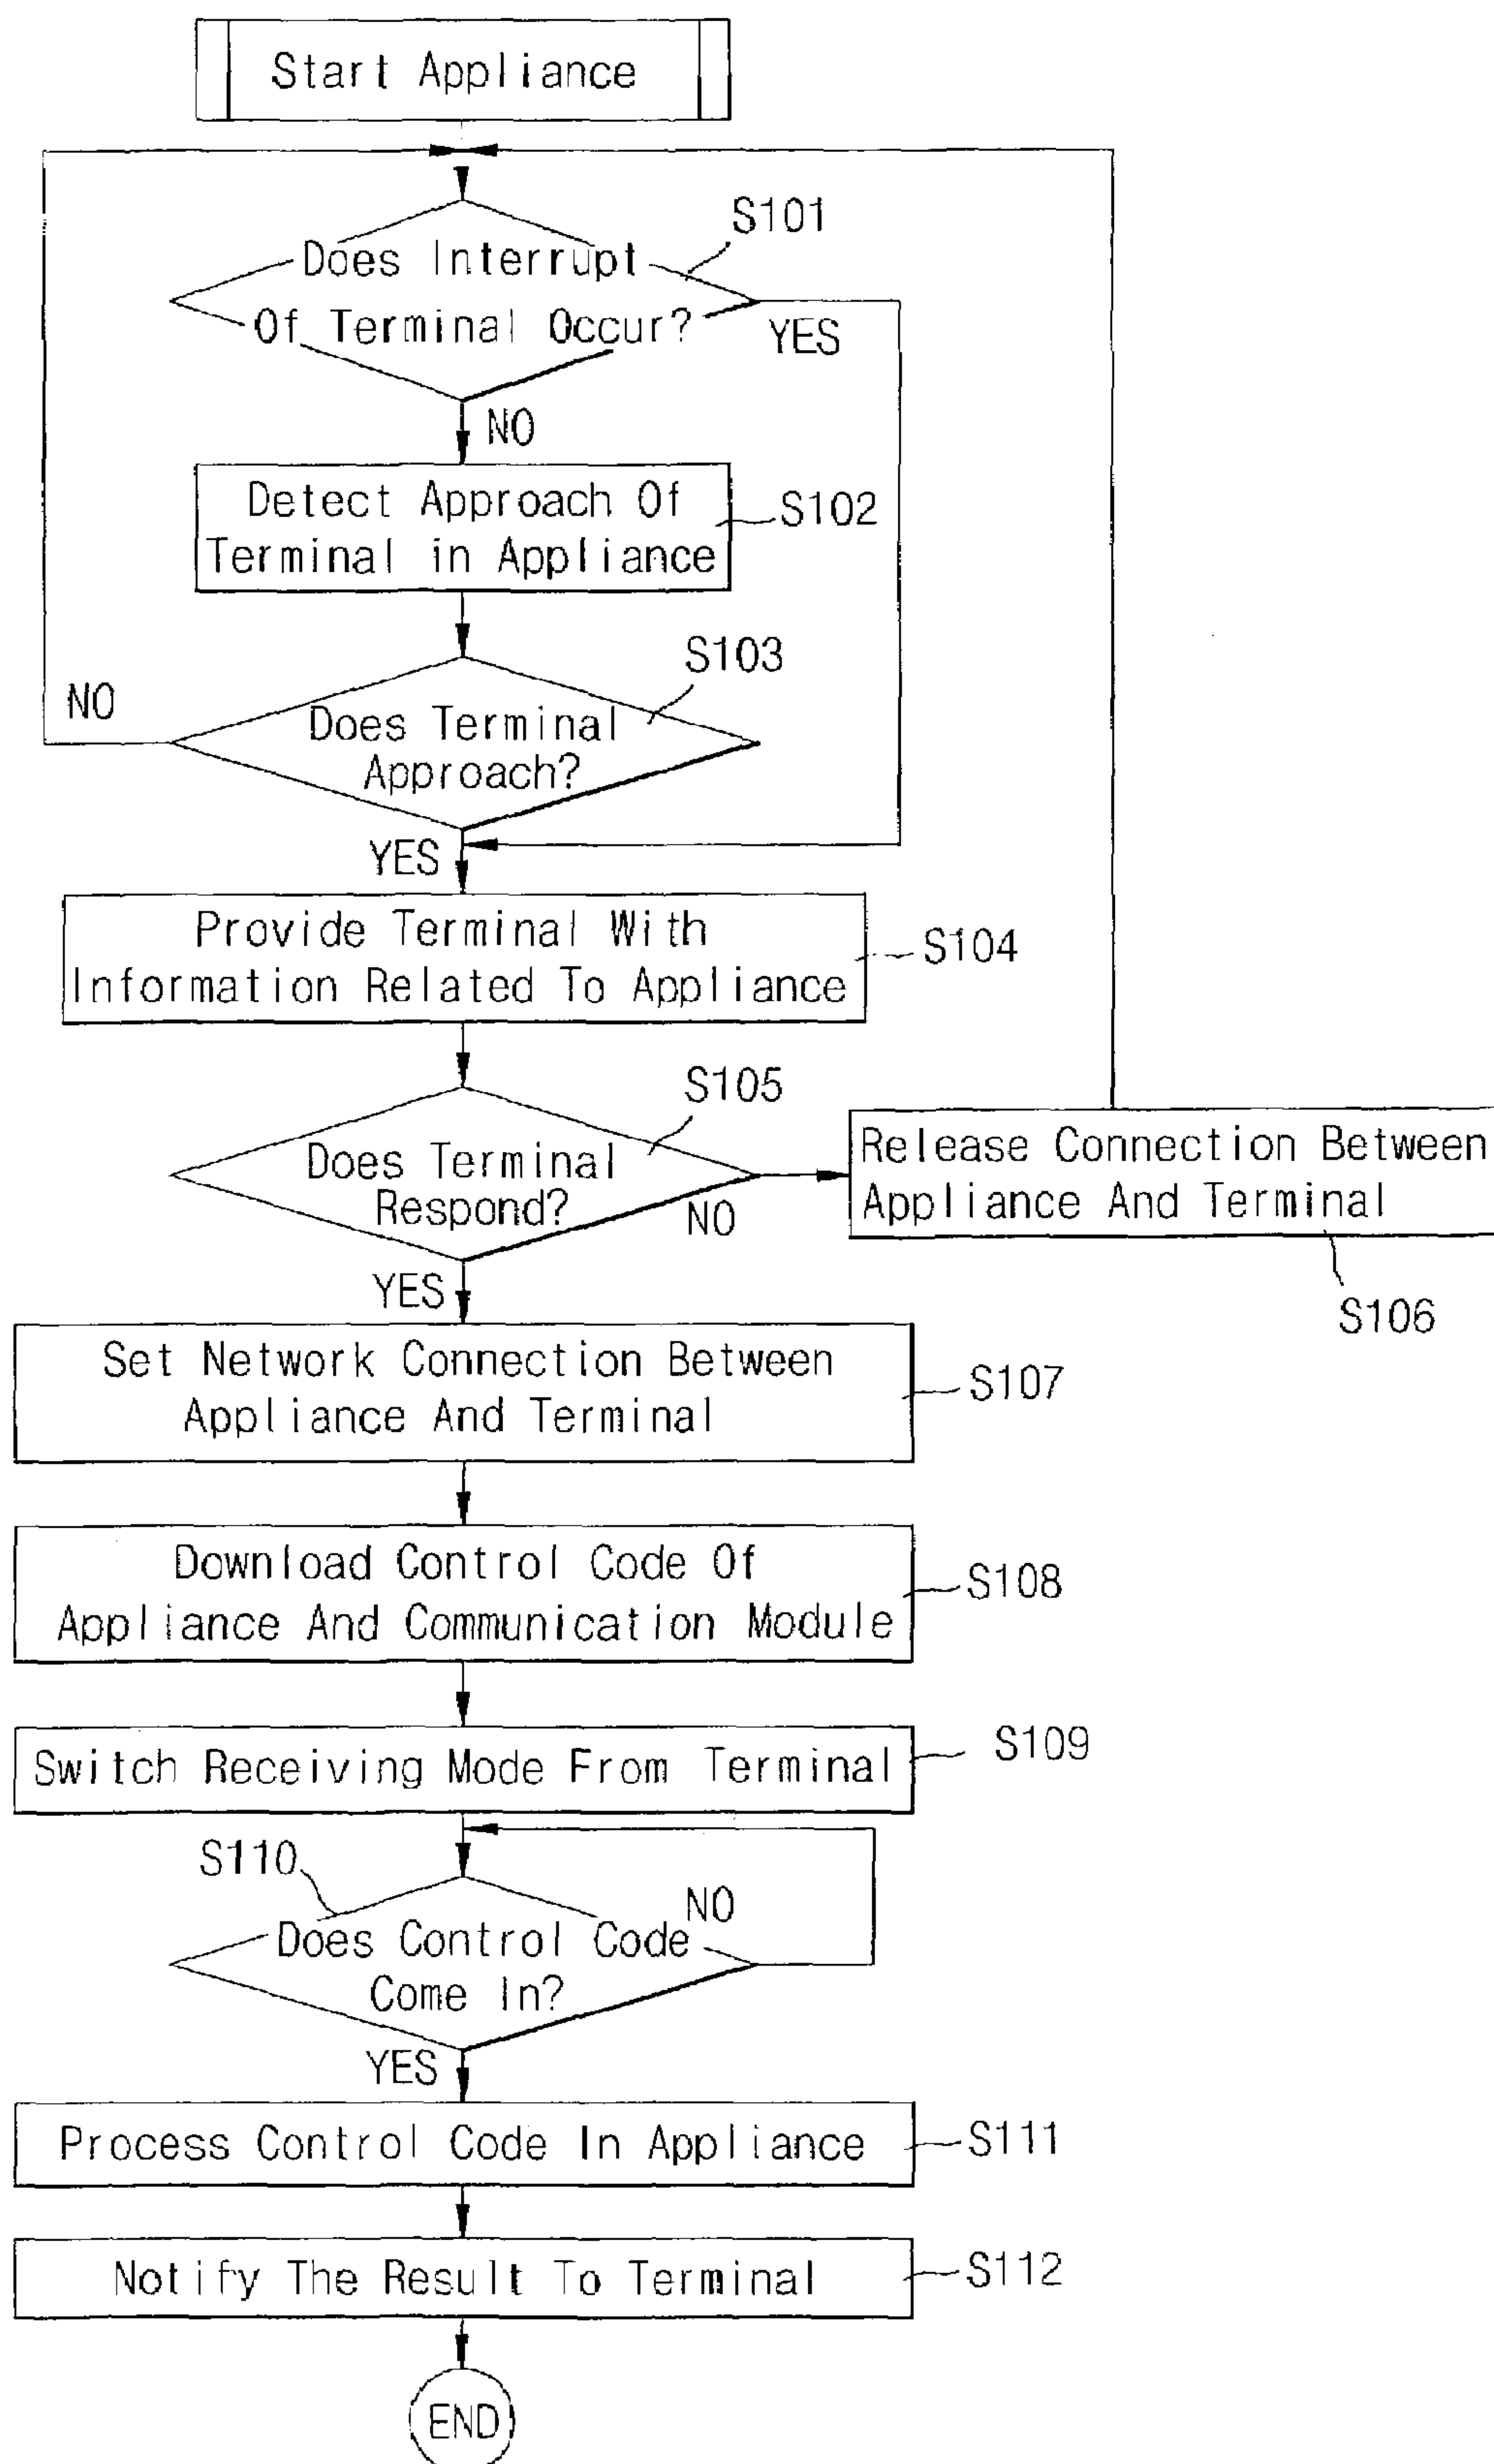 Start Appliance
S101
Does Interrupt
Of Terminal Occur?
YES
NO
Detect Approach Of
Terminal in Appliance
S102
S103
NO
Does Terminal
Approach?
YES
Provide Terminal With
Information Related To Appliance
S104
S105
Does Terminal
Respond?
NO
Release Connection Between
Appliance And Terminal
S106
YES
Set Network Connection Between
Appliance And Terminal
S107
Download Control Code Of
Appliance And Communication Module
S108
Switch Receiving Mode From Terminal
S109
S110
NO
Does Control Code
Come In?
YES
Process Control Code In Appliance
S111
Notify The Result To Terminal
S112
END